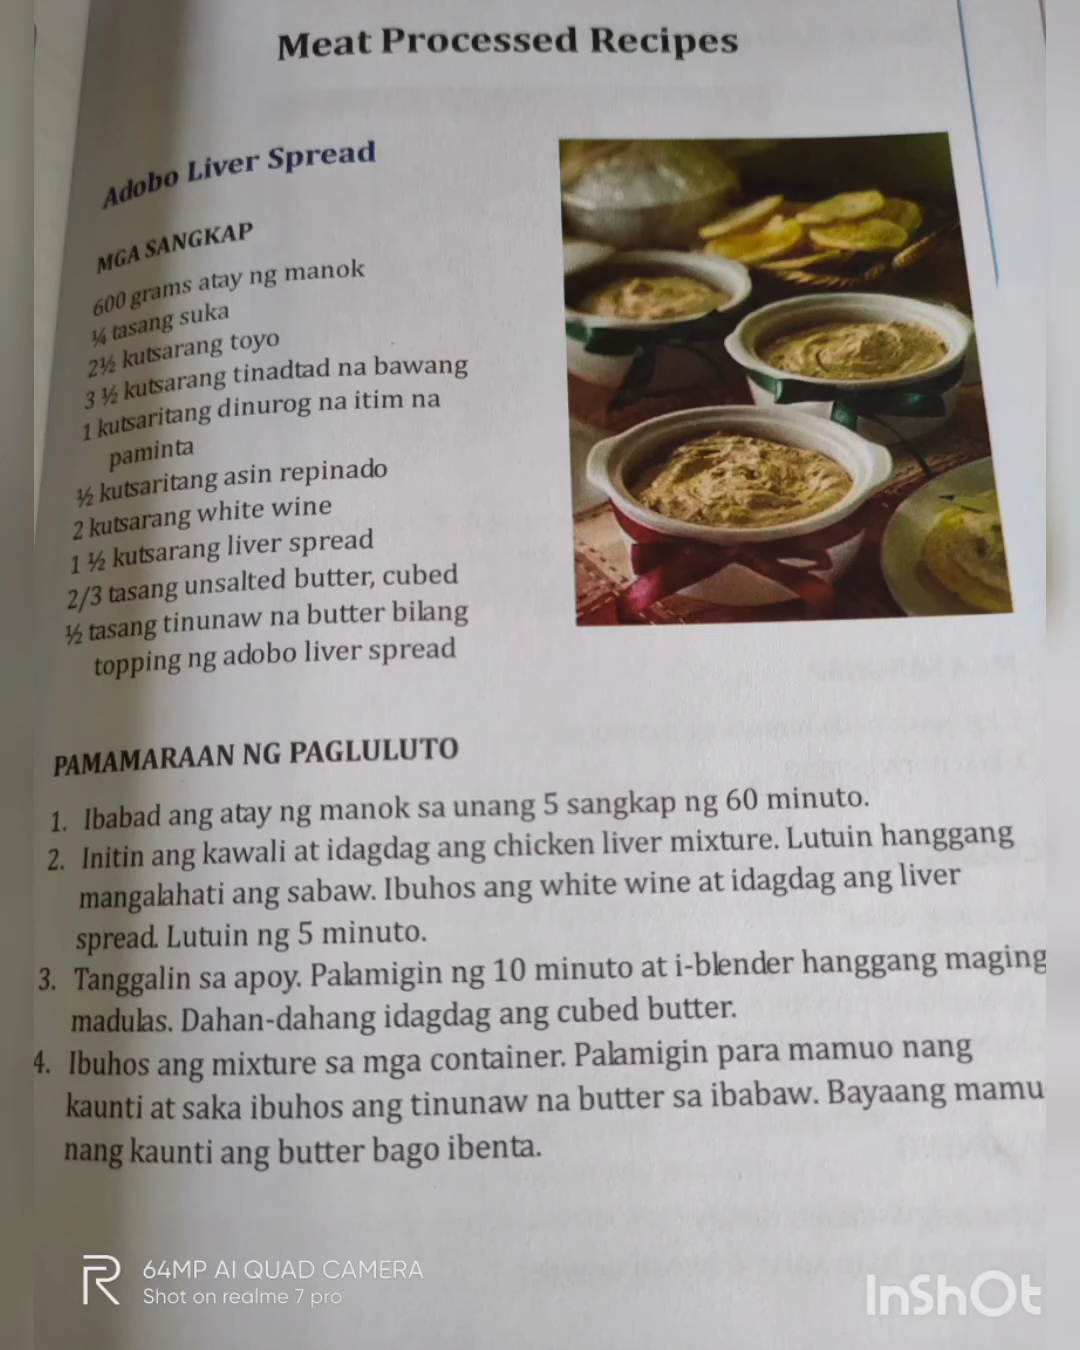 Meat Processed Recipes
Adobo Liver Spread
MGA SANGKAP
600 grams atay ng manok
¼ tasang suka
2½ kutsarang toyo
3 ½ kutsarang tinadtad na bawang
1 kutsaritang dinurog na itim na
paminta
½ kutsaritang asin repinado
2 kutsarang white wine
1 ½ kutsarang liver spread
2/3 tasang unsalted butter, cubed
½ tasang tinunaw na butter bilang
topping ng adobo liver spread
PAMAMARAAN NG PAGLULUTO
1. Ibabad ang atay ng manok sa unang 5 sangkap ng 60 minuto.
2. Initin ang kawali at idagdag ang chicken liver mixture. Lutuin hanggang
mangalahati ang sabaw. Ibuhos ang white wine at idagdag ang liver
spread. Lutuin ng 5 minuto.
3. Tanggalin sa apoy. Palamigin ng 10 minuto at i-blender hanggang maging
madulas. Dahan-dahang idagdag ang cubed butter.
4. Ibuhos ang mixture sa mga container. Palamigin para mamuo nang
kaunti at saka ibuhos ang tinunaw na butter sa ibabaw. Bayaang mamu
nang kaunti ang butter bago ibenta.
R 64MP AI QUAD CAMERA
Shot on realme 7 pro
InShOt